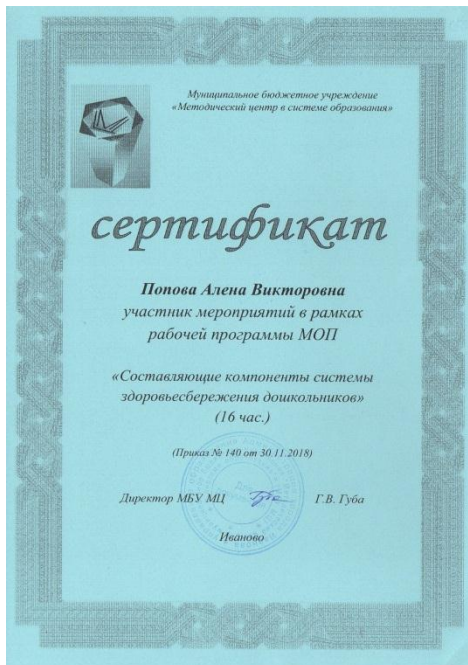 Муниципальное бюджетное учреждение
«Методический центр в системе образования»
сертификат
Попова Алена Викторовна
участник мероприятий в рамках
рабочей программы МОП
«Составляющие компоненты системы
здоровьесбережения дошкольников»
(16 час.)
(Приказ № 140 от 30.11.2018)
Директор МБУ МЦ Г.В. Губа
Иваново